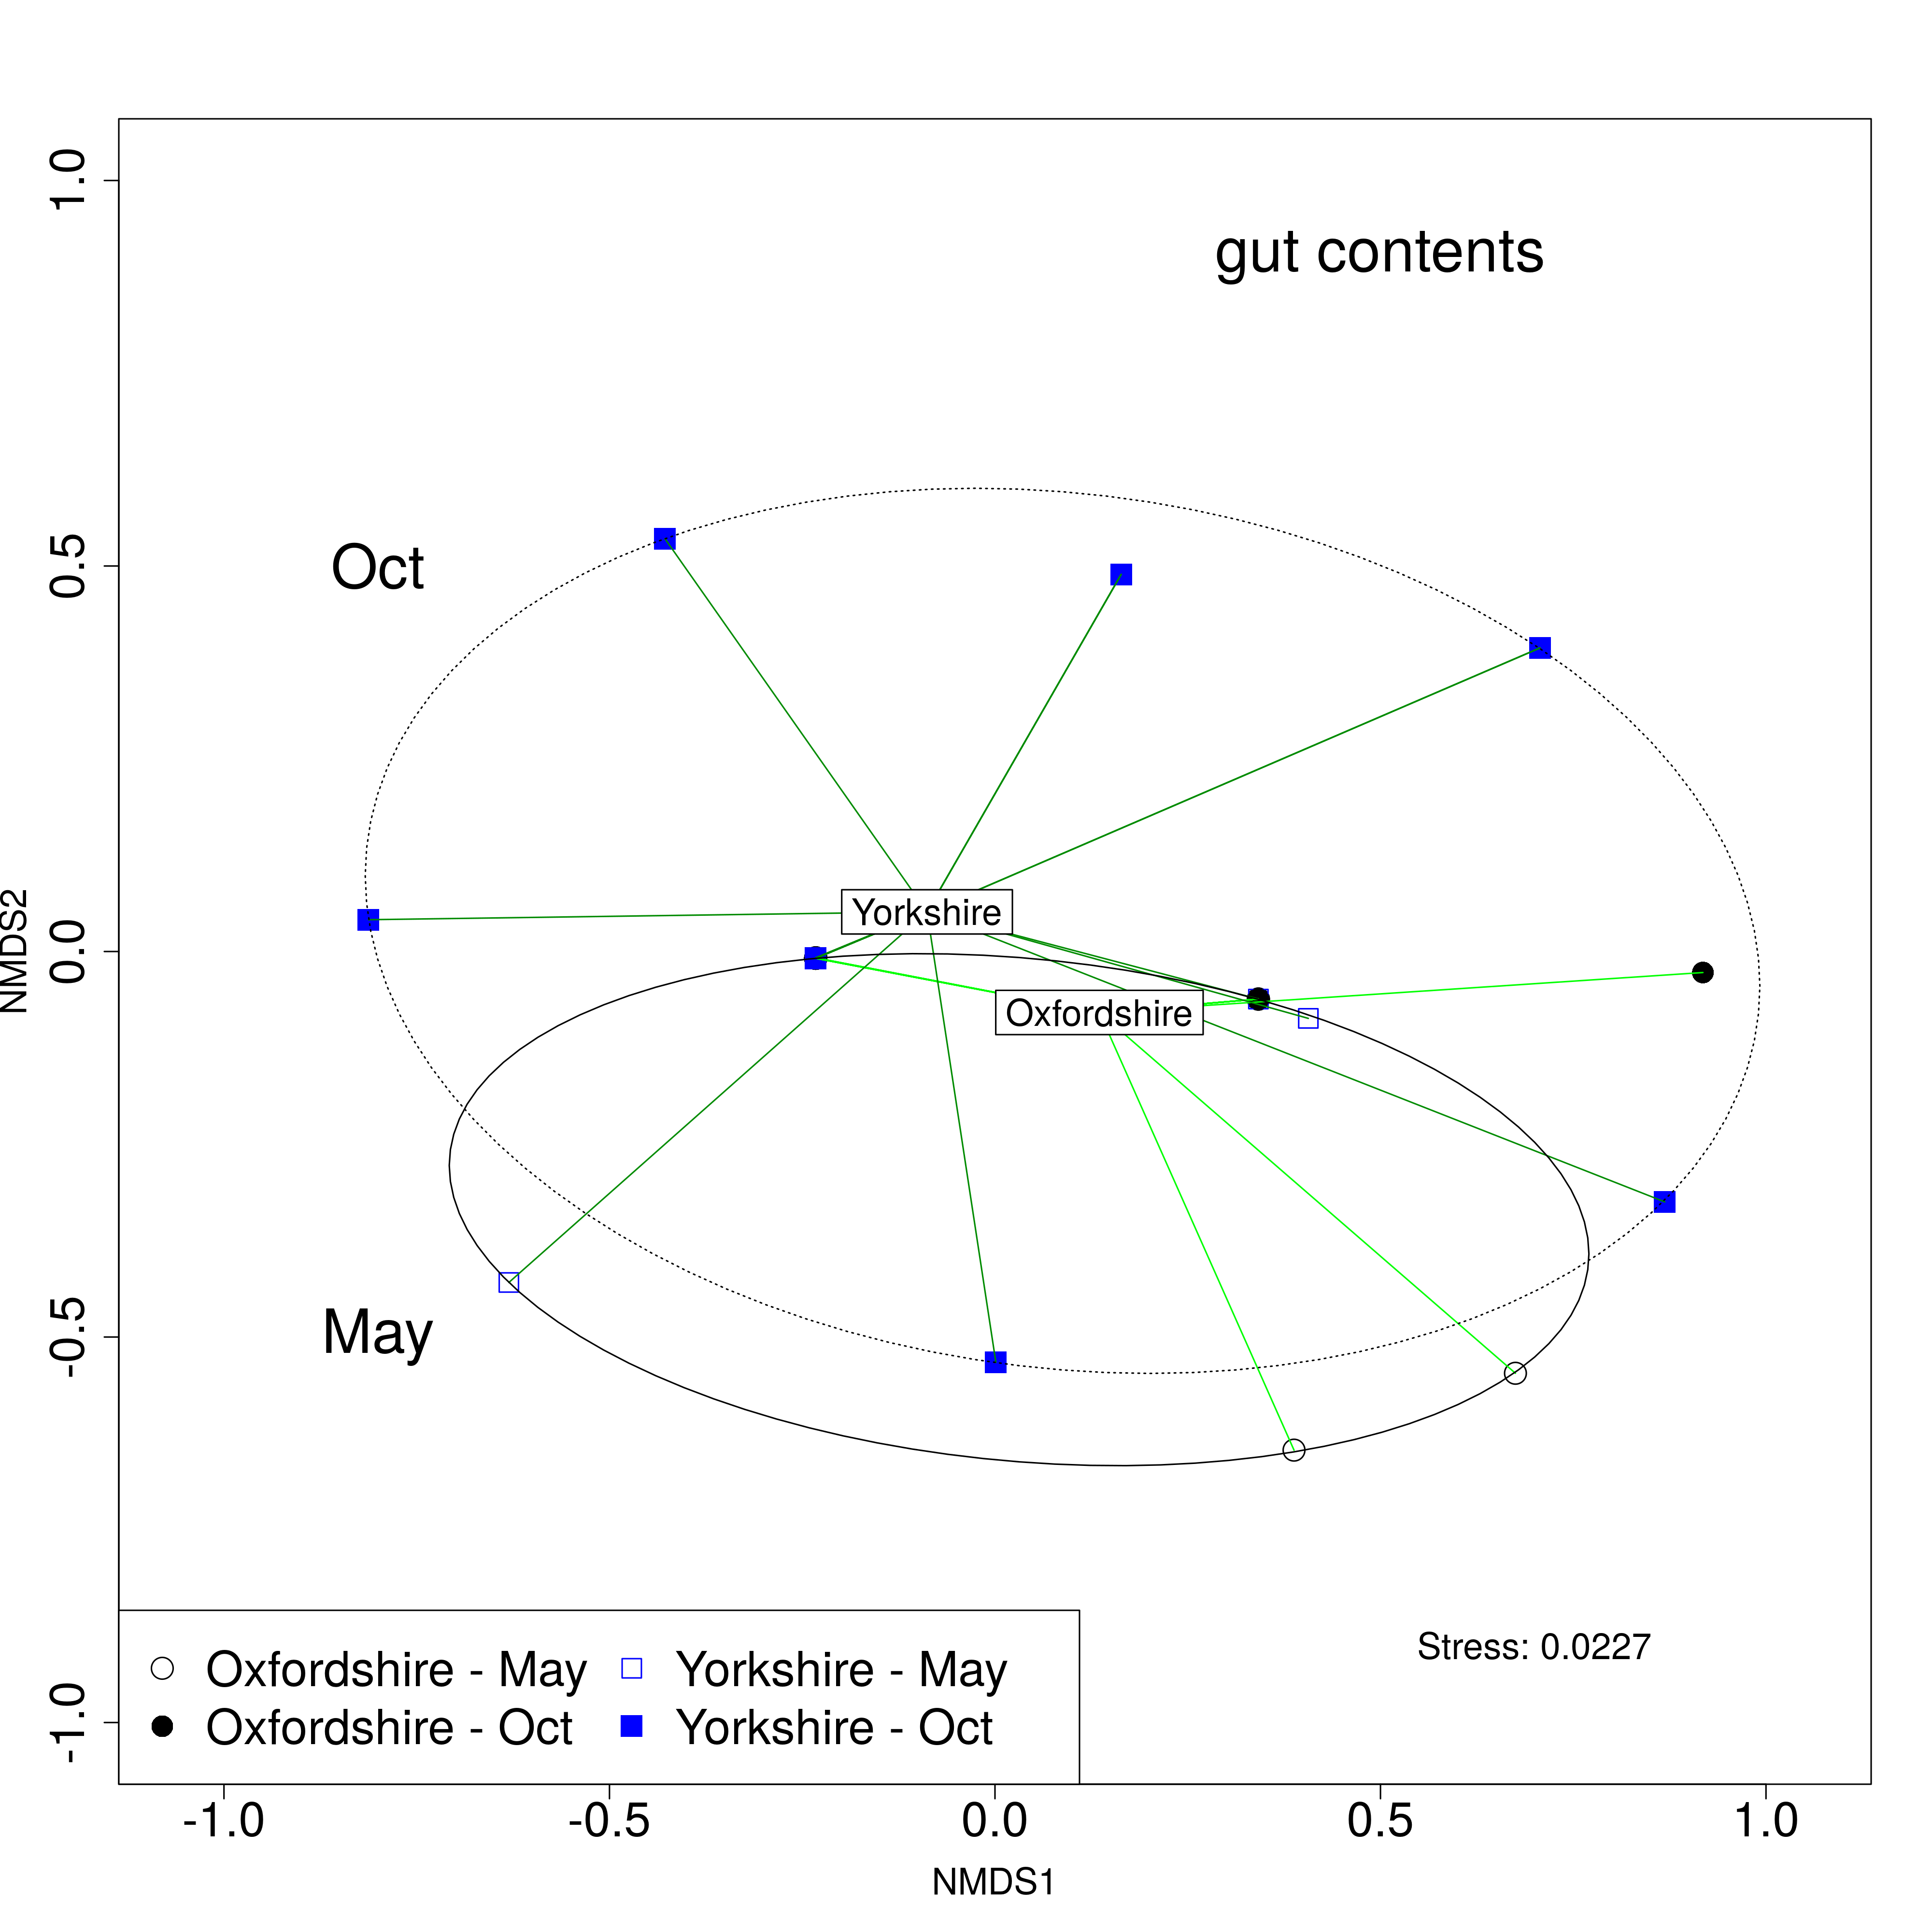 gut contents
Oct
Yorkshire
Oxfordshire
May
Stress: 0.0227
Oxfordshire - May
Yorkshire - May
Oxfordshire - Oct
Yorkshire - Oct
1.0
0.5
0.0
-0.5
-1.0
NMDS2
-1.0
-0.5
0.0
0.5
1.0
NMDS1